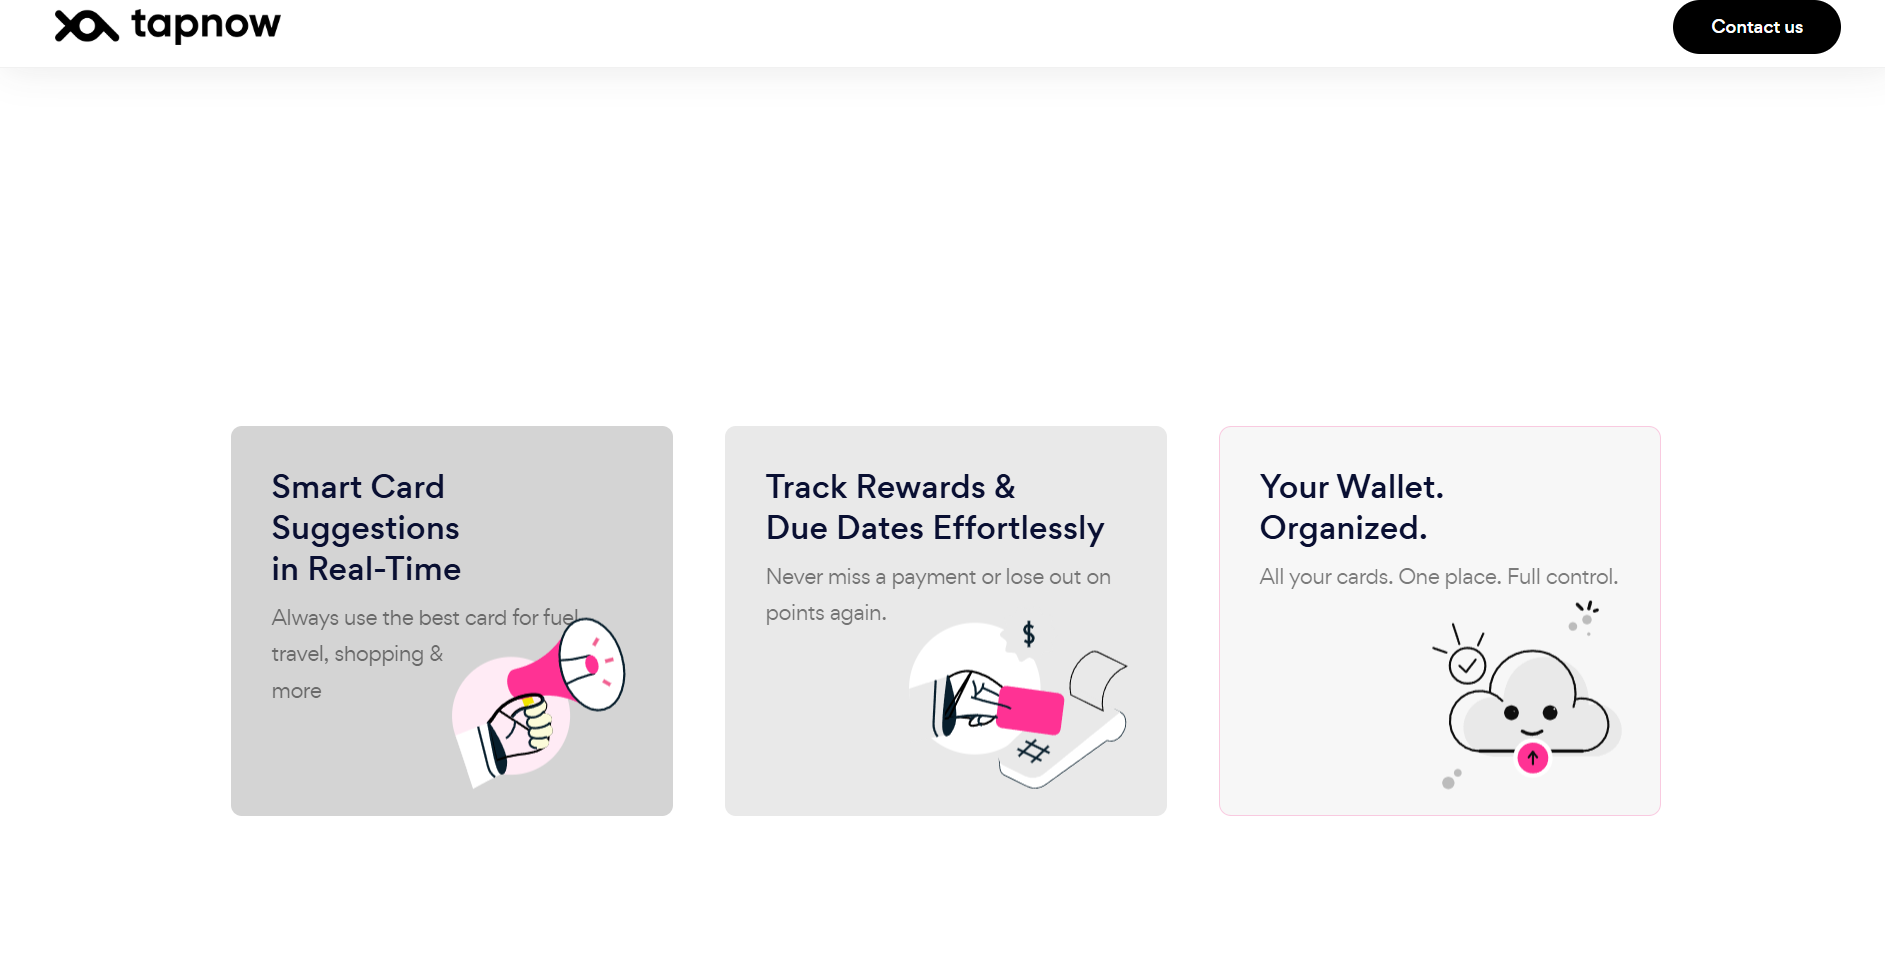 tapnow
Contact us
Smart Card
Suggestions
in Real-Time
Always use the best card for fuel,
travel, shopping &
more
Track Rewards &
Due Dates Effortlessly
Never miss a payment or lose out on
points again.
$
Your Wallet.
Organized.
All your cards. One place. Full control.